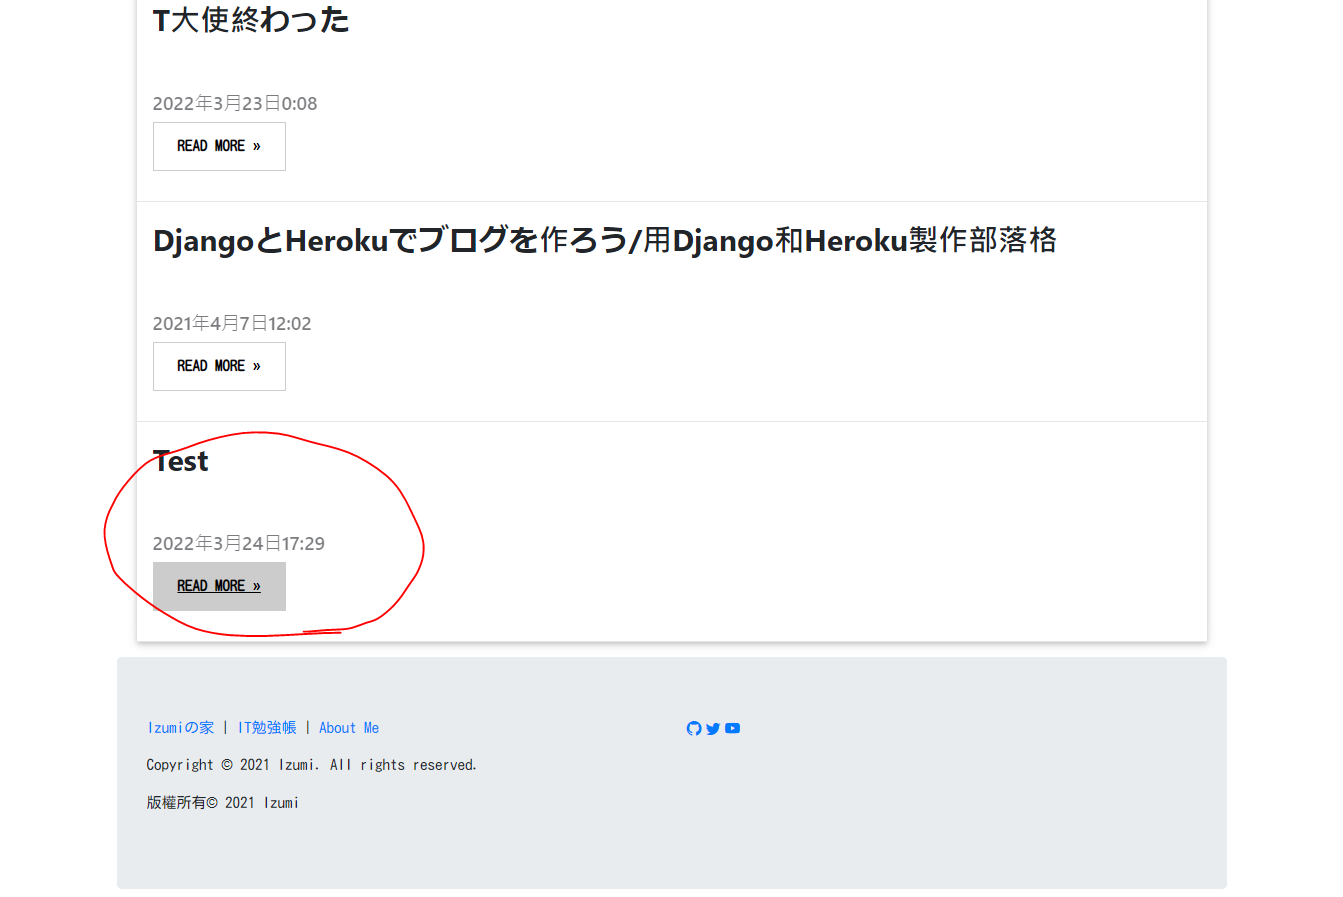 T大使終わった
2022年3月23日0:08
READ MORE »
DjangoとHerokuでブログを作ろう/用Django和Heroku製作部落格
2021年4月7日12:02
READ MORE »
Test
2022年3月24日17:29
READ MORE »
Izumiの家 | IT勉強帳 | About Me
Copyright © 2021 Izumi. All rights reserved.
版權所有© 2021 Izumi